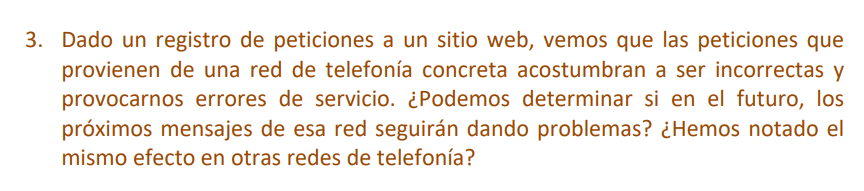 3. Dado un registro de peticiones a un sitio web, vemos que las peticiones que
provienen de una red de telefonía concreta acostumbran a ser incorrectas y
provocarnos errores de servicio. ¿Podemos determinar si en el futuro, los
próximos mensajes de esa red seguirán dando problemas? ¿Hemos notado el
mismo efecto en otras redes de telefonía?